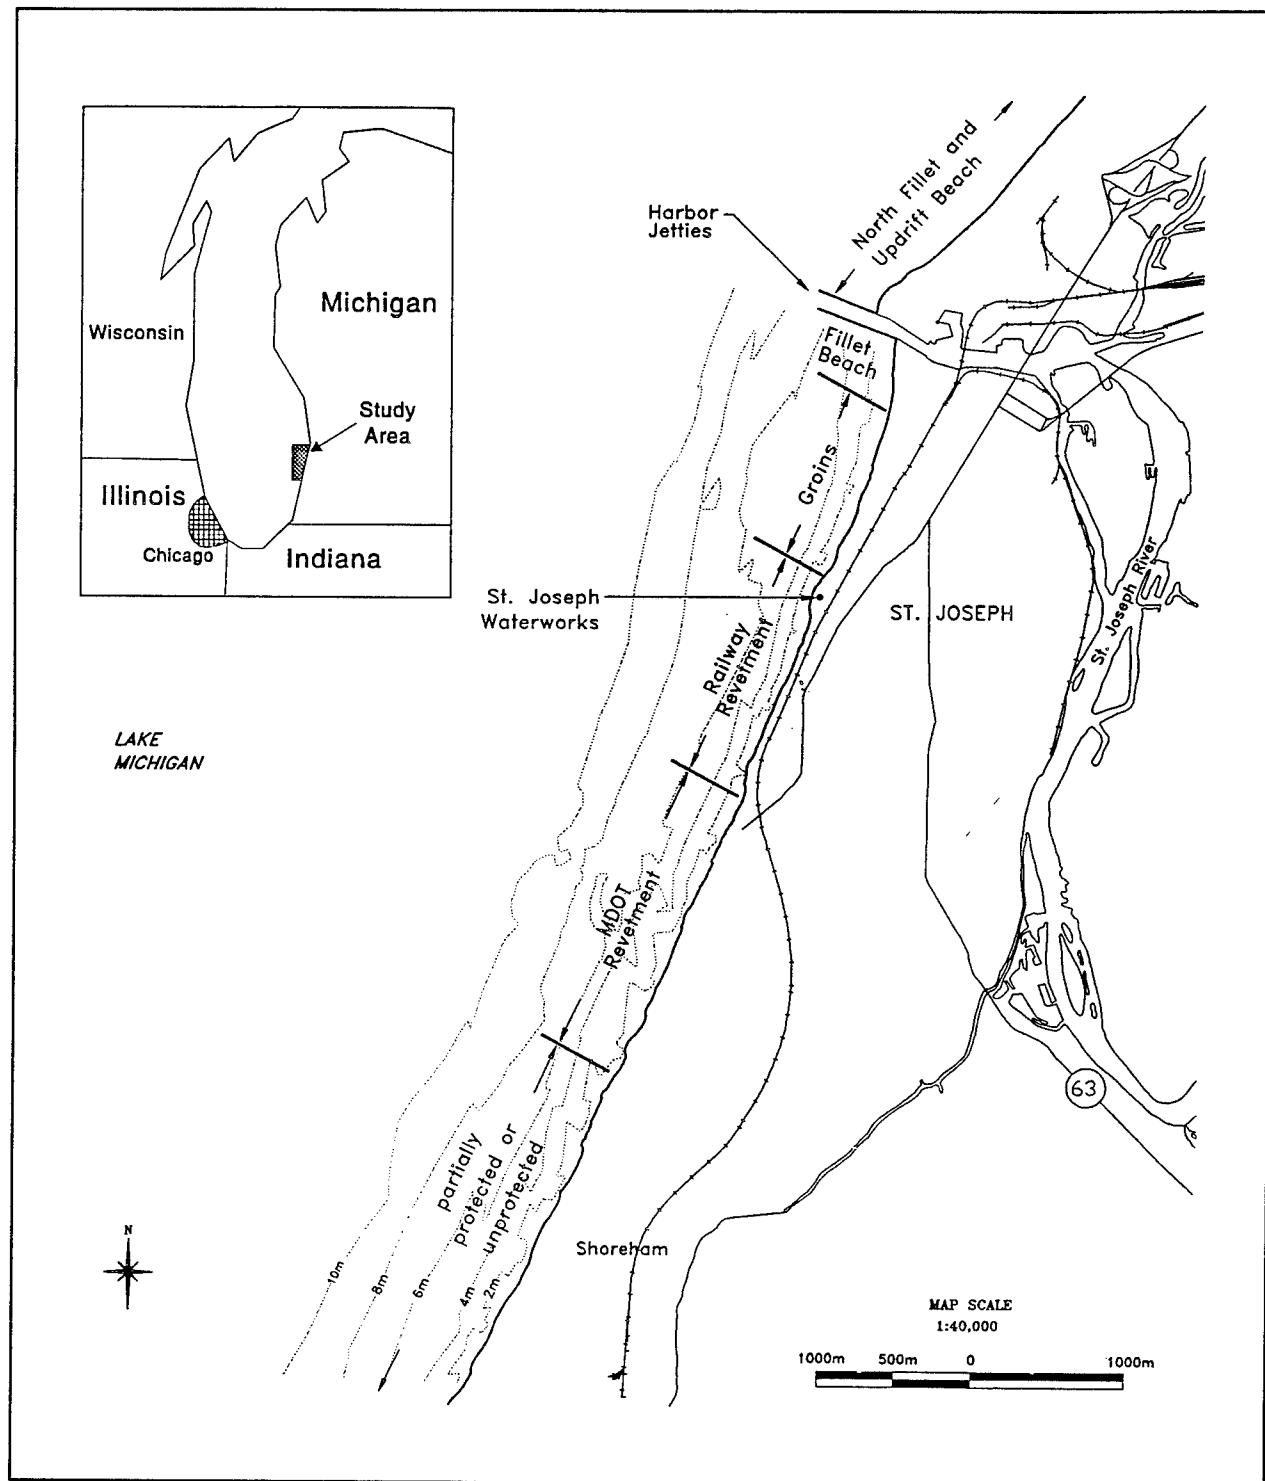 Wisconsin
Michigan
Study
Area
Illinois
Chicago
Indiana
North Fillet and
Updrift Beach
Harbor
Jetties
Fillet
Beach
Groins
St. Joseph
Waterworks
ST. JOSEPH
St. Joseph River
Railway
Revetment
LAKE
MICHIGAN
MDOT
Revetment
63
partially
protected or
unprotected
N
Shoreham
10m
8m
6m
4m
2m
MAP SCALE
1:40,000
1000m 500m 0 1000m